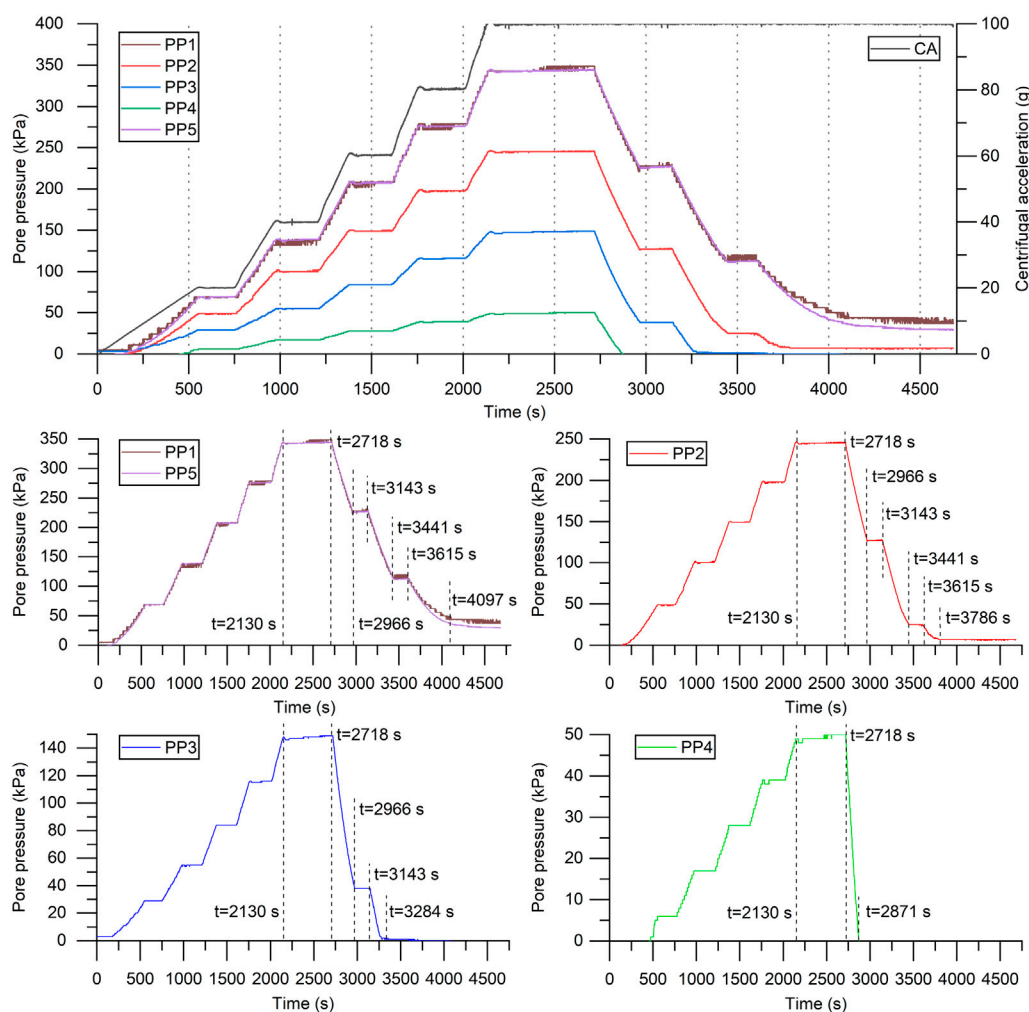 400
350
300
250
200
150
100
50
0
Pore pressure (kPa)
PP1
PP2
PP3
PP4
PP5
CA
100
80
60
40
20
0
Centrifugal acceleration (g)
0 500 1000 1500 2000 2500 3000 3500 4000 4500
Time (s)
350
300
250
200
150
100
50
0
Pore pressure (kPa)
PP1
PP5
t=2718 s
t=3143 s
t=3441 s
t=3615 s
t=4097 s
t=2130 s
t=2966 s
0 500 1000 1500 2000 2500 3000 3500 4000 4500
Time (s)
250
200
150
100
50
0
Pore pressure (kPa)
PP2
t=2718 s
t=2966 s
t=3143 s
t=3441 s
t=3615 s
t=3786 s
t=2130 s
0 500 1000 1500 2000 2500 3000 3500 4000 4500
Time (s)
140
120
100
80
60
40
20
0
Pore pressure (kPa)
PP3
t=2718 s
t=2966 s
t=3143 s
t=3284 s
t=2130 s
0 500 1000 1500 2000 2500 3000 3500 4000 4500
Time (s)
50
40
30
20
10
0
Pore pressure (kPa)
PP4
t=2718 s
t=2130 s
t=2871 s
0 500 1000 1500 2000 2500 3000 3500 4000 4500
Time (s)